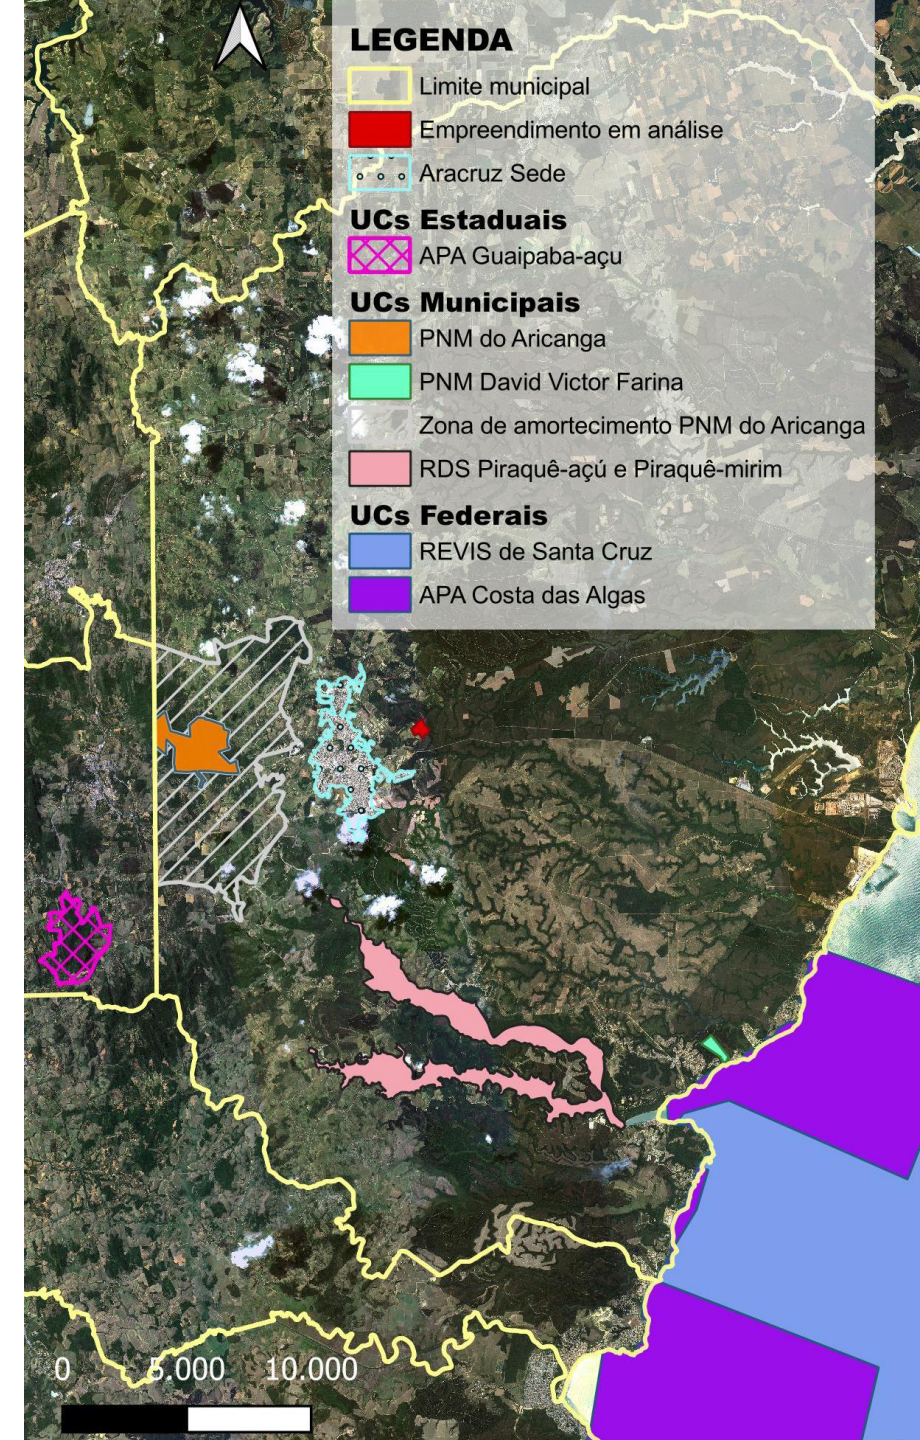 LEGENDA
Limite municipal
Empreendimento em análise
Aracruz Sede
UCs Estaduais
APA Guaipaba-açu
UCs Municipais
PNM do Aricanga
PNM David Victor Farina
Zona de amortecimento PNM do Aricanga
RDS Piraquê-açú e Piraquê-mirim
UCs Federais
REVIS de Santa Cruz
APA Costa das Algas
0 5.000 10.000